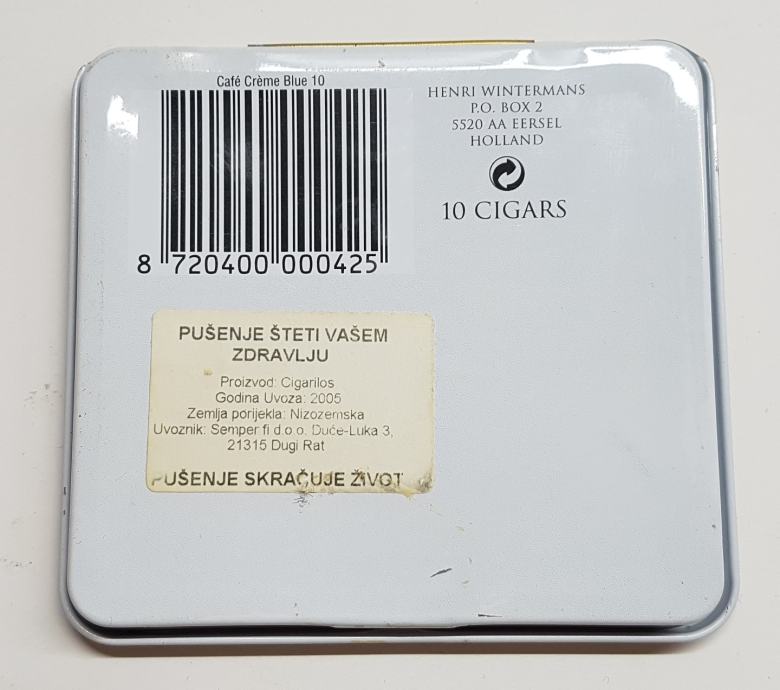 Café Crème Blue 10
8 720400 000425
HENRI WINTERMANS
P.O. BOX 2
5520 AA EERSEL
HOLLAND
10 CIGARS
PUŠENJE ŠTETI VAŠEM
ZDRAVLJU
Proizvod: Cigarilos
Godina Uvoza: 2005
Zemlja porijekla: Nizozemska
Uvoznik: Semper fi d.o.o. Duće-Luka 3,
21315 Dugi Rat
PUŠENJE SKRAČUJE ŽIVOT